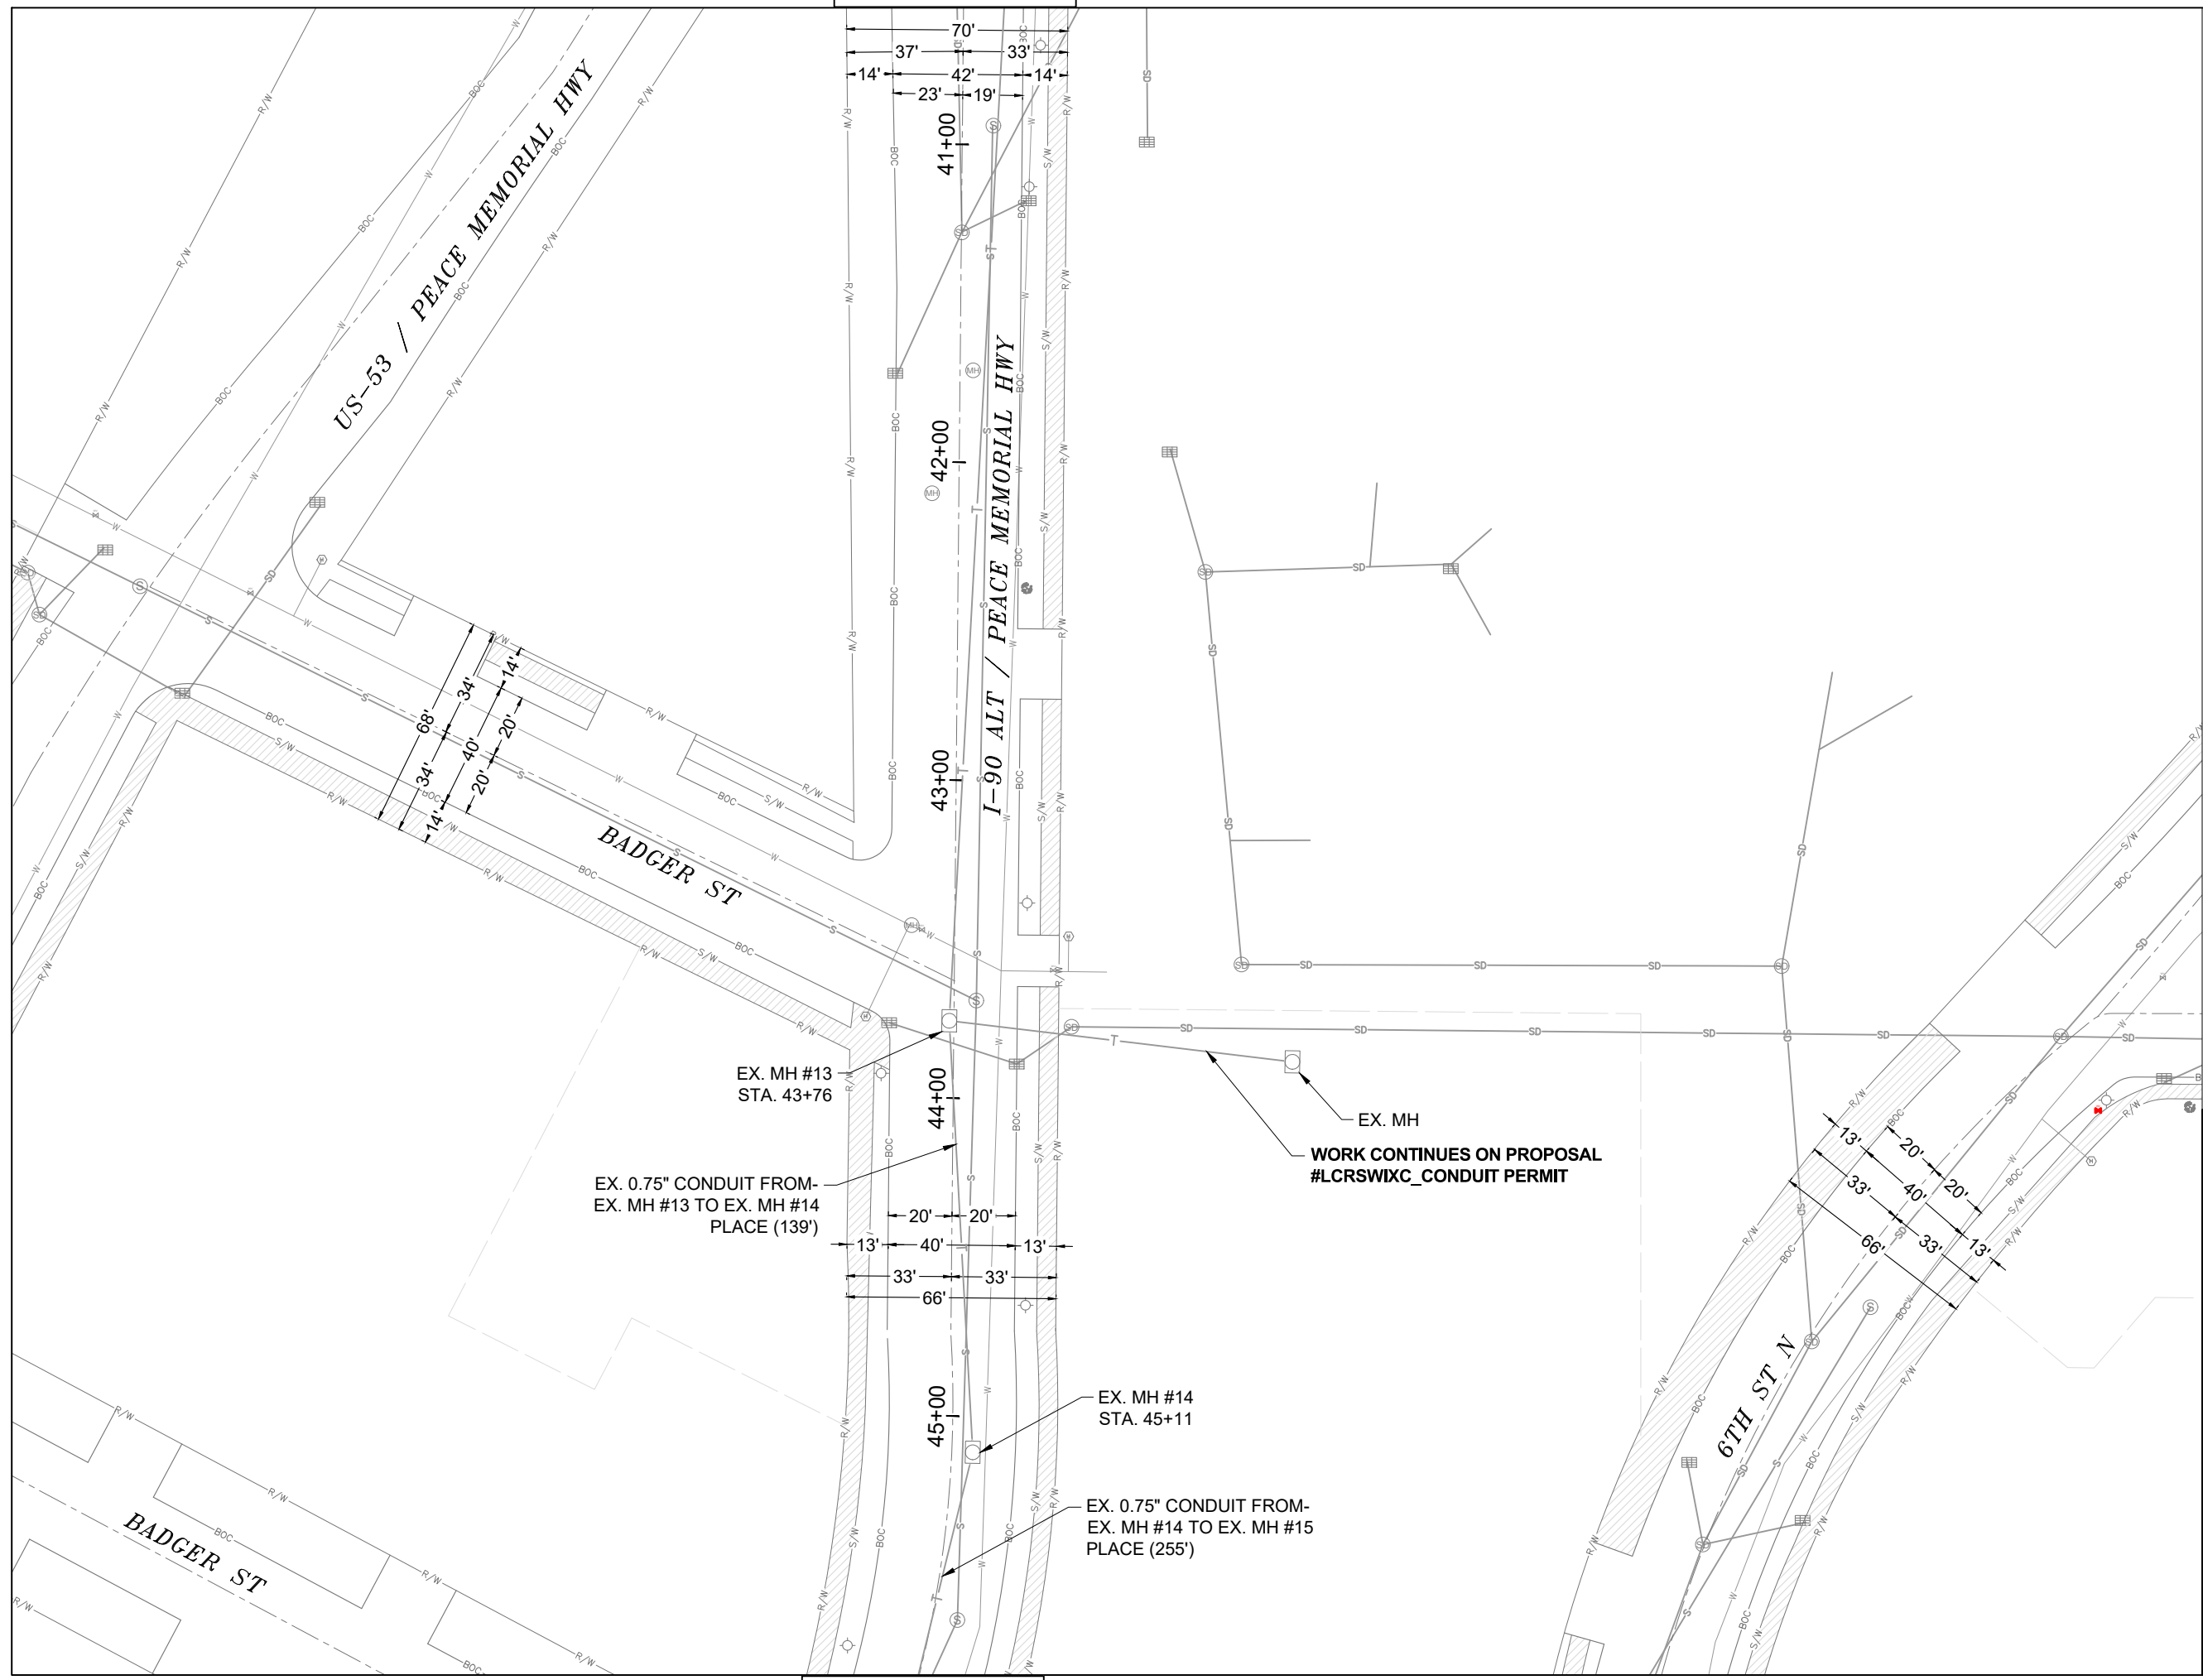 70'
37'
33'
14'
42'
14'
23'
19'
41+00
US-53 / PEACE MEMORIAL HWY
I-90 ALT / PEACE MEMORIAL HWY
42+00
43+00
34'
14'
68'
40'
20'
34'
20'
14'
BADGER ST
EX. MH #13
STA. 43+76
44+00
EX. MH
WORK CONTINUES ON PROPOSAL
#LCRSWIXC_CONDUIT PERMIT
EX. 0.75" CONDUIT FROM-
EX. MH #13 TO EX. MH #14
PLACE (139')
20'
20'
13'
40'
13'
33'
33'
66'
13'
20'
33'
40'
20'
66'
33'
13'
45+00
EX. MH #14
STA. 45+11
6TH ST N
EX. 0.75" CONDUIT FROM-
EX. MH #14 TO EX. MH #15
PLACE (255')
BADGER ST
R/W
BOC
S/W
SD
W
S
T
MH